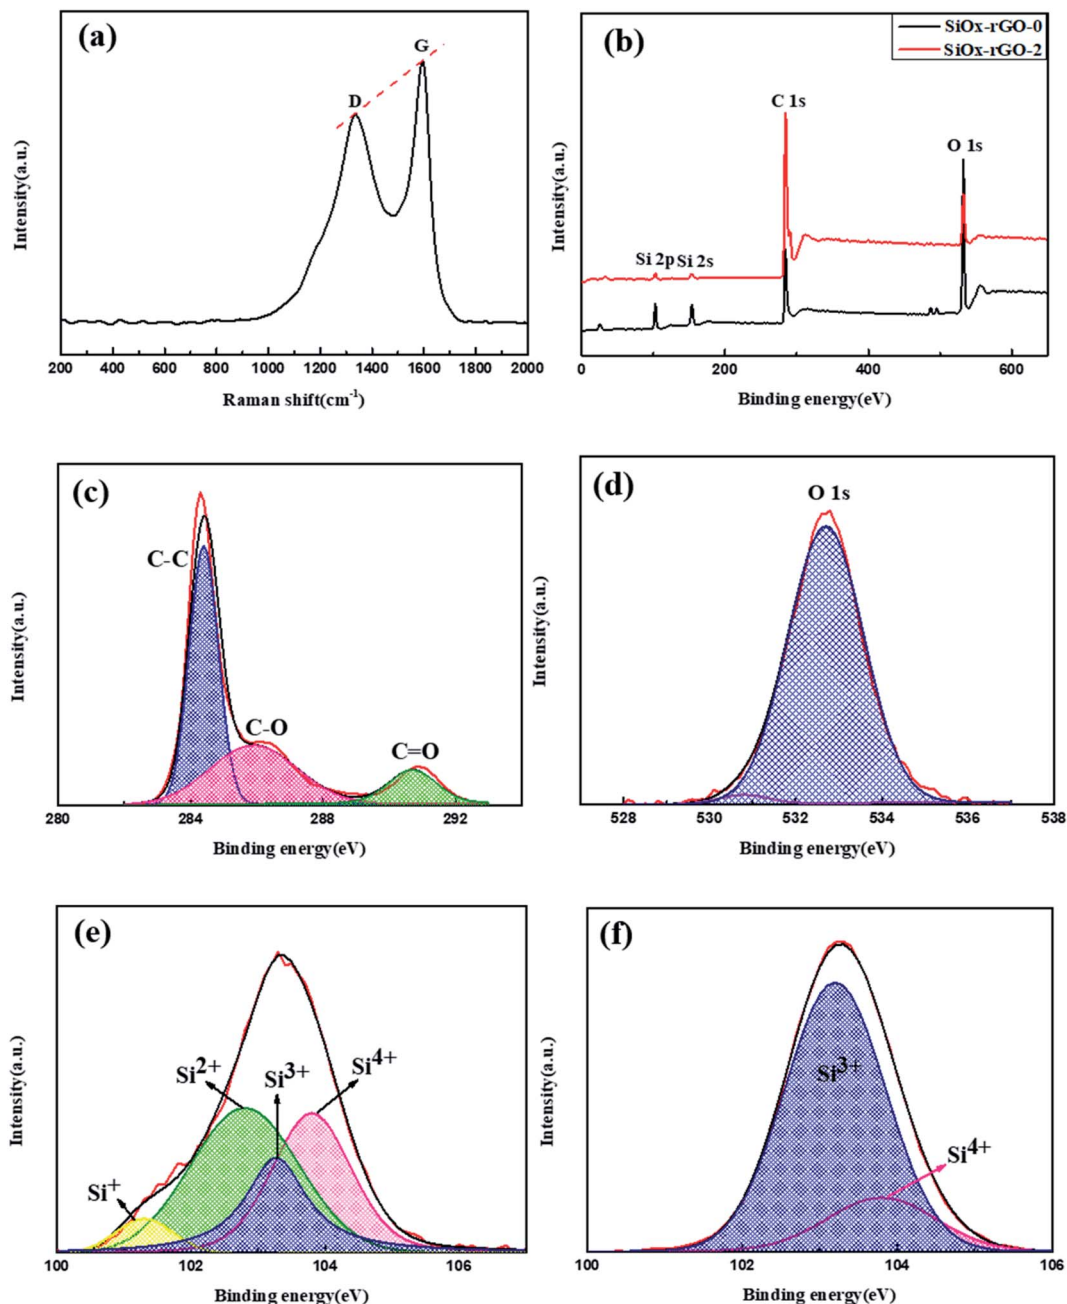 (a)
G
D
Intensity(a.u.)
200 400 600 800 1000 1200 1400 1600 1800 2000
Raman shift(cm⁻¹)
(b)
SiOx-rGO-0
SiOx-rGO-2
C 1s
O 1s
Si 2p Si 2s
Intensity(a.u.)
0 200 400 600
Binding energy(eV)
(c)
C-C
C-O
C=O
Intensity(a.u.)
280 284 288 292
Binding energy(eV)
(d)
O 1s
Intensity(a.u.)
528 530 532 534 536 538
Binding energy(eV)
(e)
Si²⁺
Si³⁺
Si⁴⁺
Si⁺
Intensity(a.u.)
100 102 104 106
Binding energy(eV)
(f)
Si³⁺
Si⁴⁺
Intensity(a.u.)
100 102 104 106
Binding energy(eV)